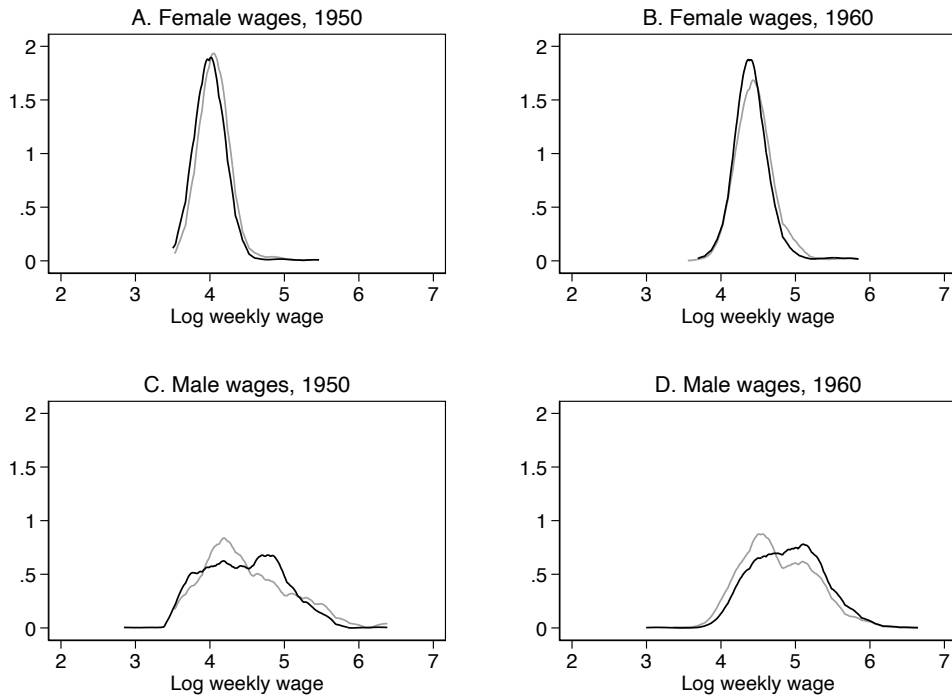 A. Female wages, 1950
2
1.5
1
.5
0
2 3 4 5 6 7
Log weekly wage
B. Female wages, 1960
2
1.5
1
.5
0
2 3 4 5 6 7
Log weekly wage
C. Male wages, 1950
2
1.5
1
.5
0
2 3 4 5 6 7
Log weekly wage
D. Male wages, 1960
2
1.5
1
.5
0
2 3 4 5 6 7
Log weekly wage